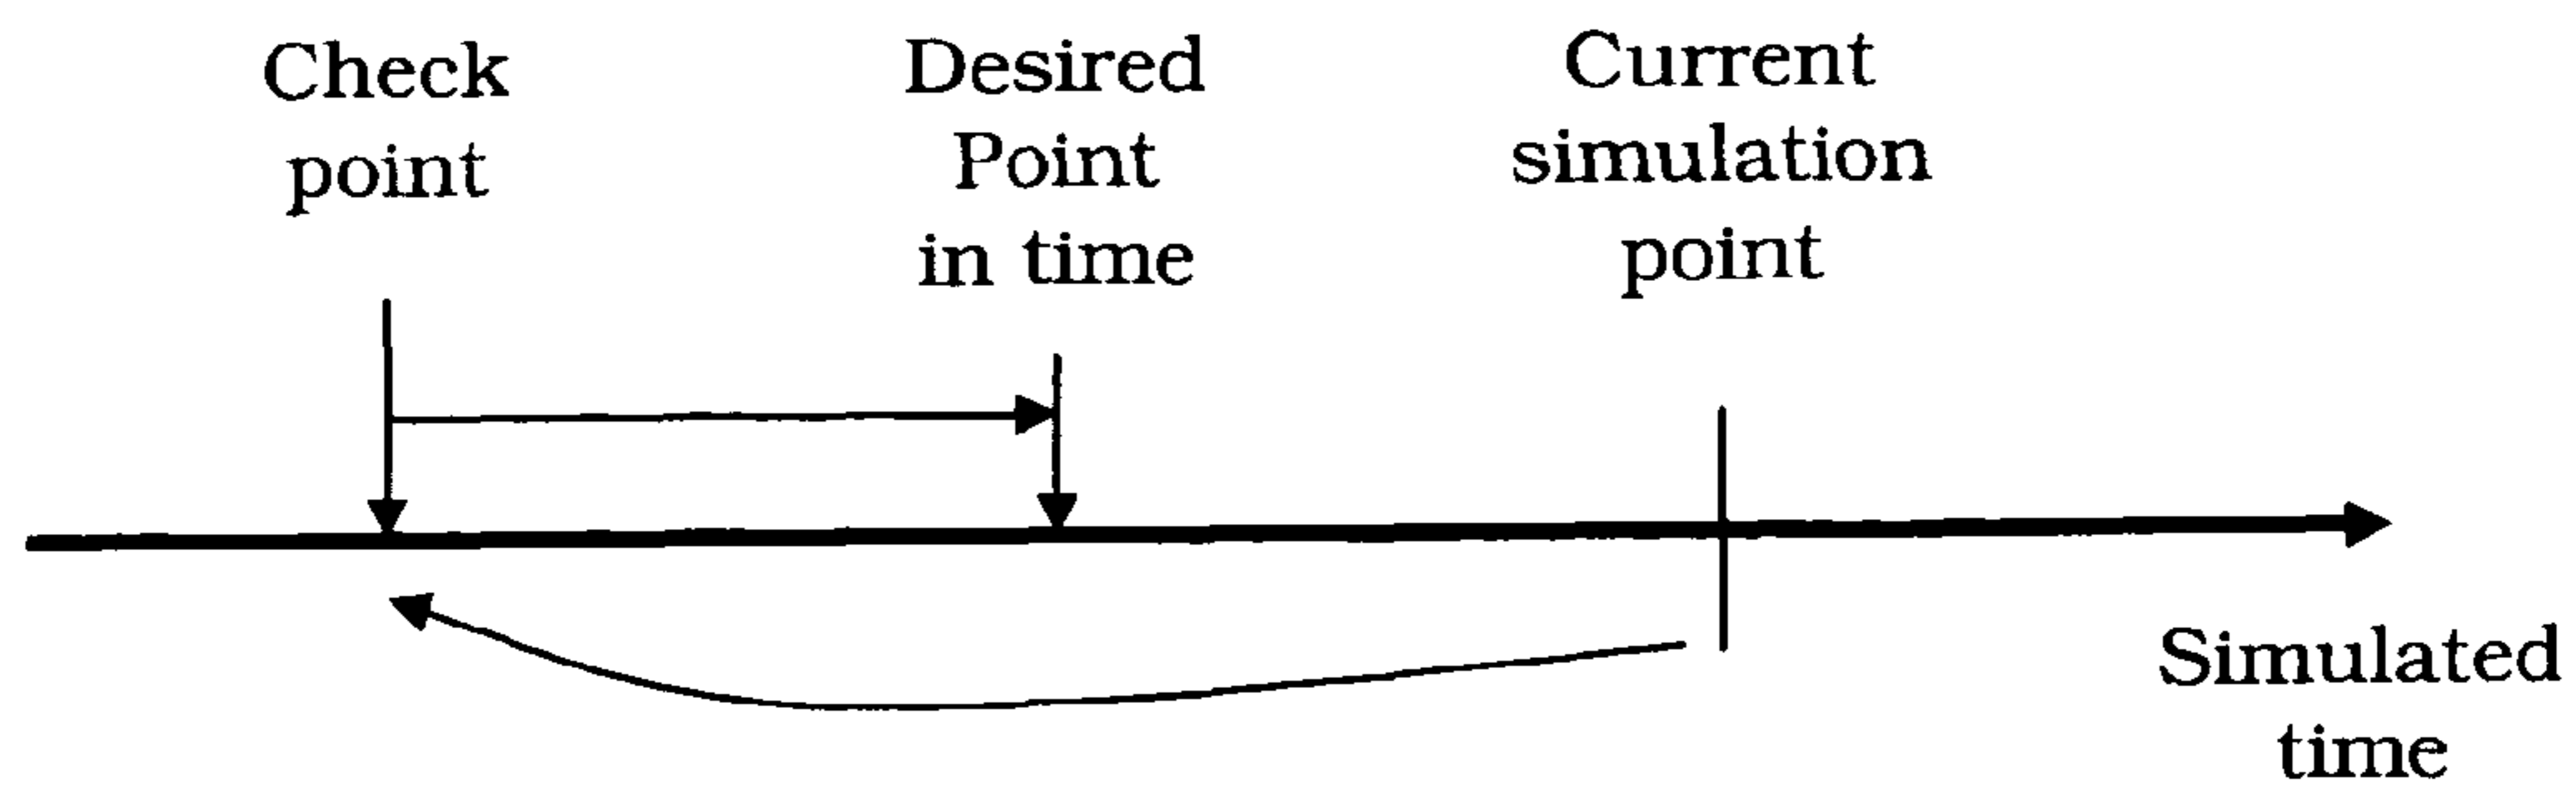 Check
point
Desired
Point
in time
Current
simulation
point
Simulated
time